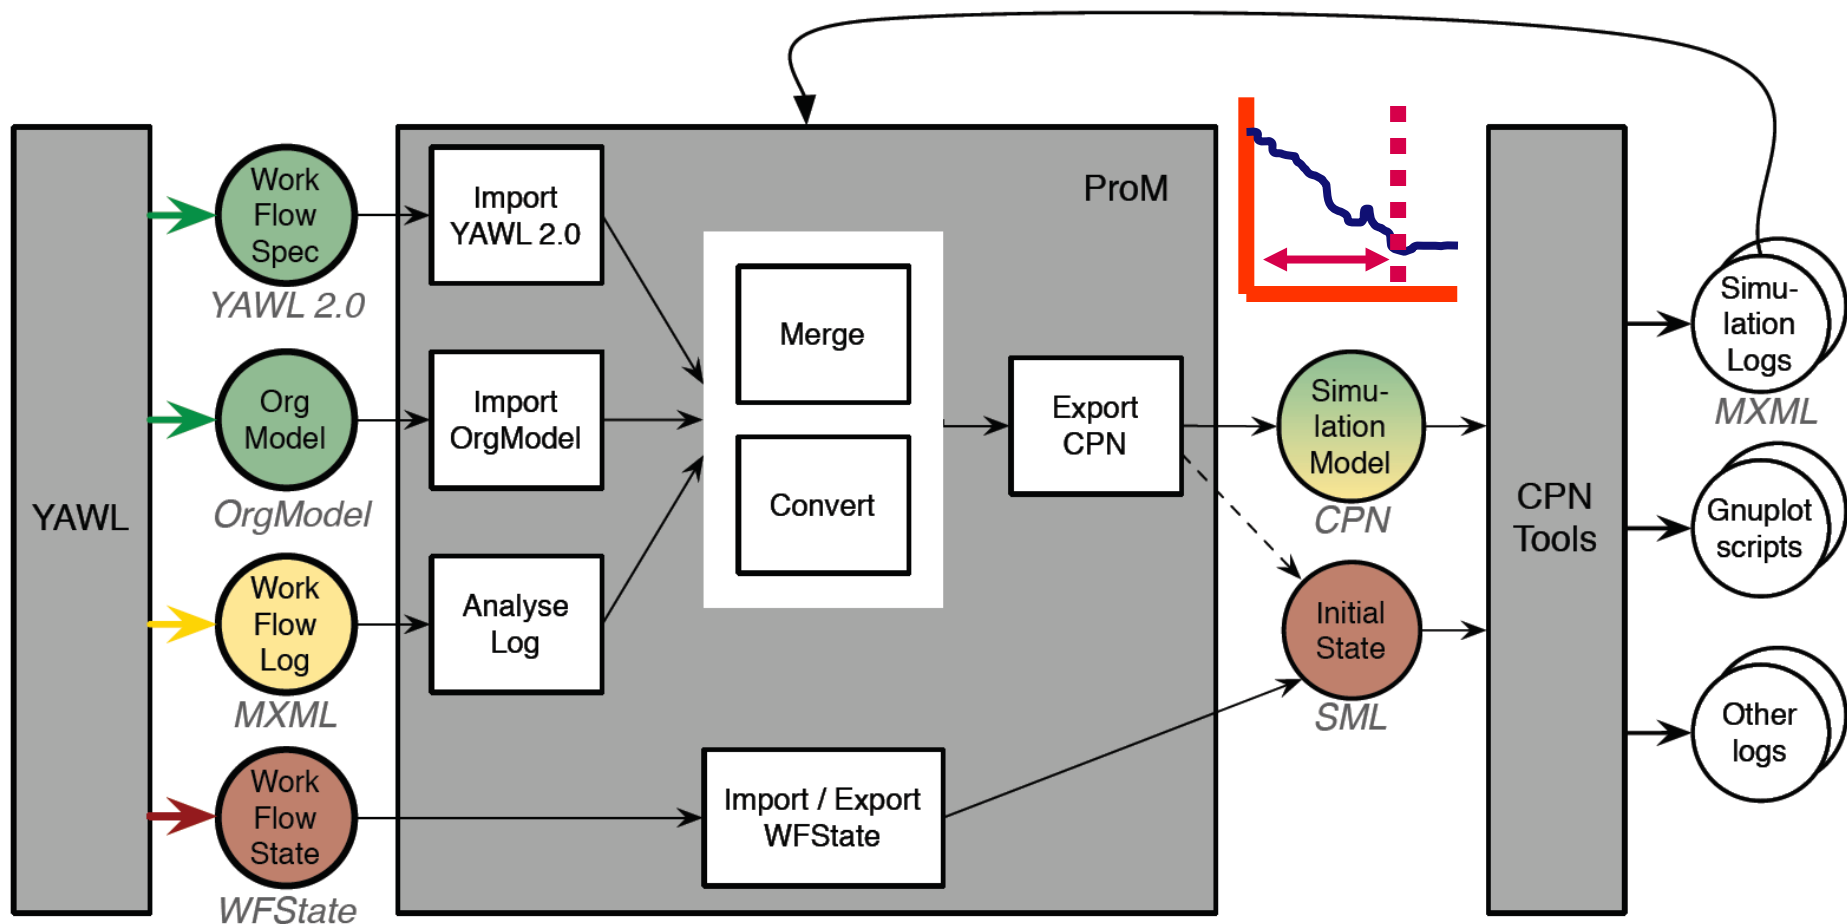 YAWL
Work
Flow
Spec
YAWL 2.0
Org
Model
OrgModel
Work
Flow
Log
MXML
Work
Flow
State
WFState
ProM
Import
YAWL 2.0
Import
OrgModel
Analyse
Log
Merge
Convert
Import / Export
WFState
Export
CPN
Simu-
lation
Model
CPN
Initial
State
SML
CPN
Tools
Simu-
lation
Logs
MXML
Gnuplot
scripts
Other
logs